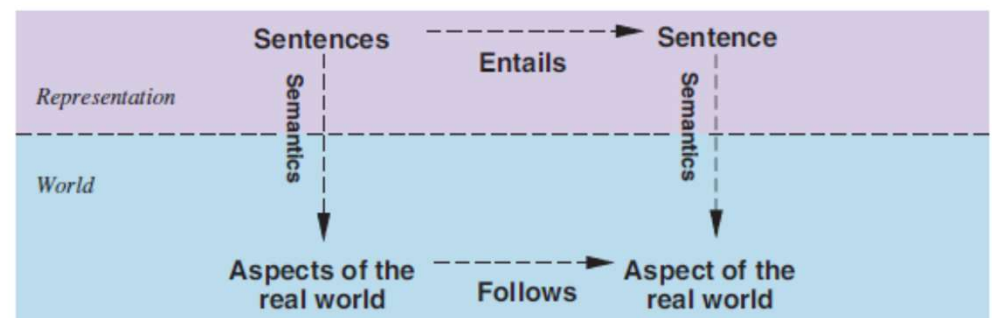 Sentences
Sentence
Entails
Semantics
Semantics
Representation
World
Aspects of the
real world
Follows
Aspect of the
real world